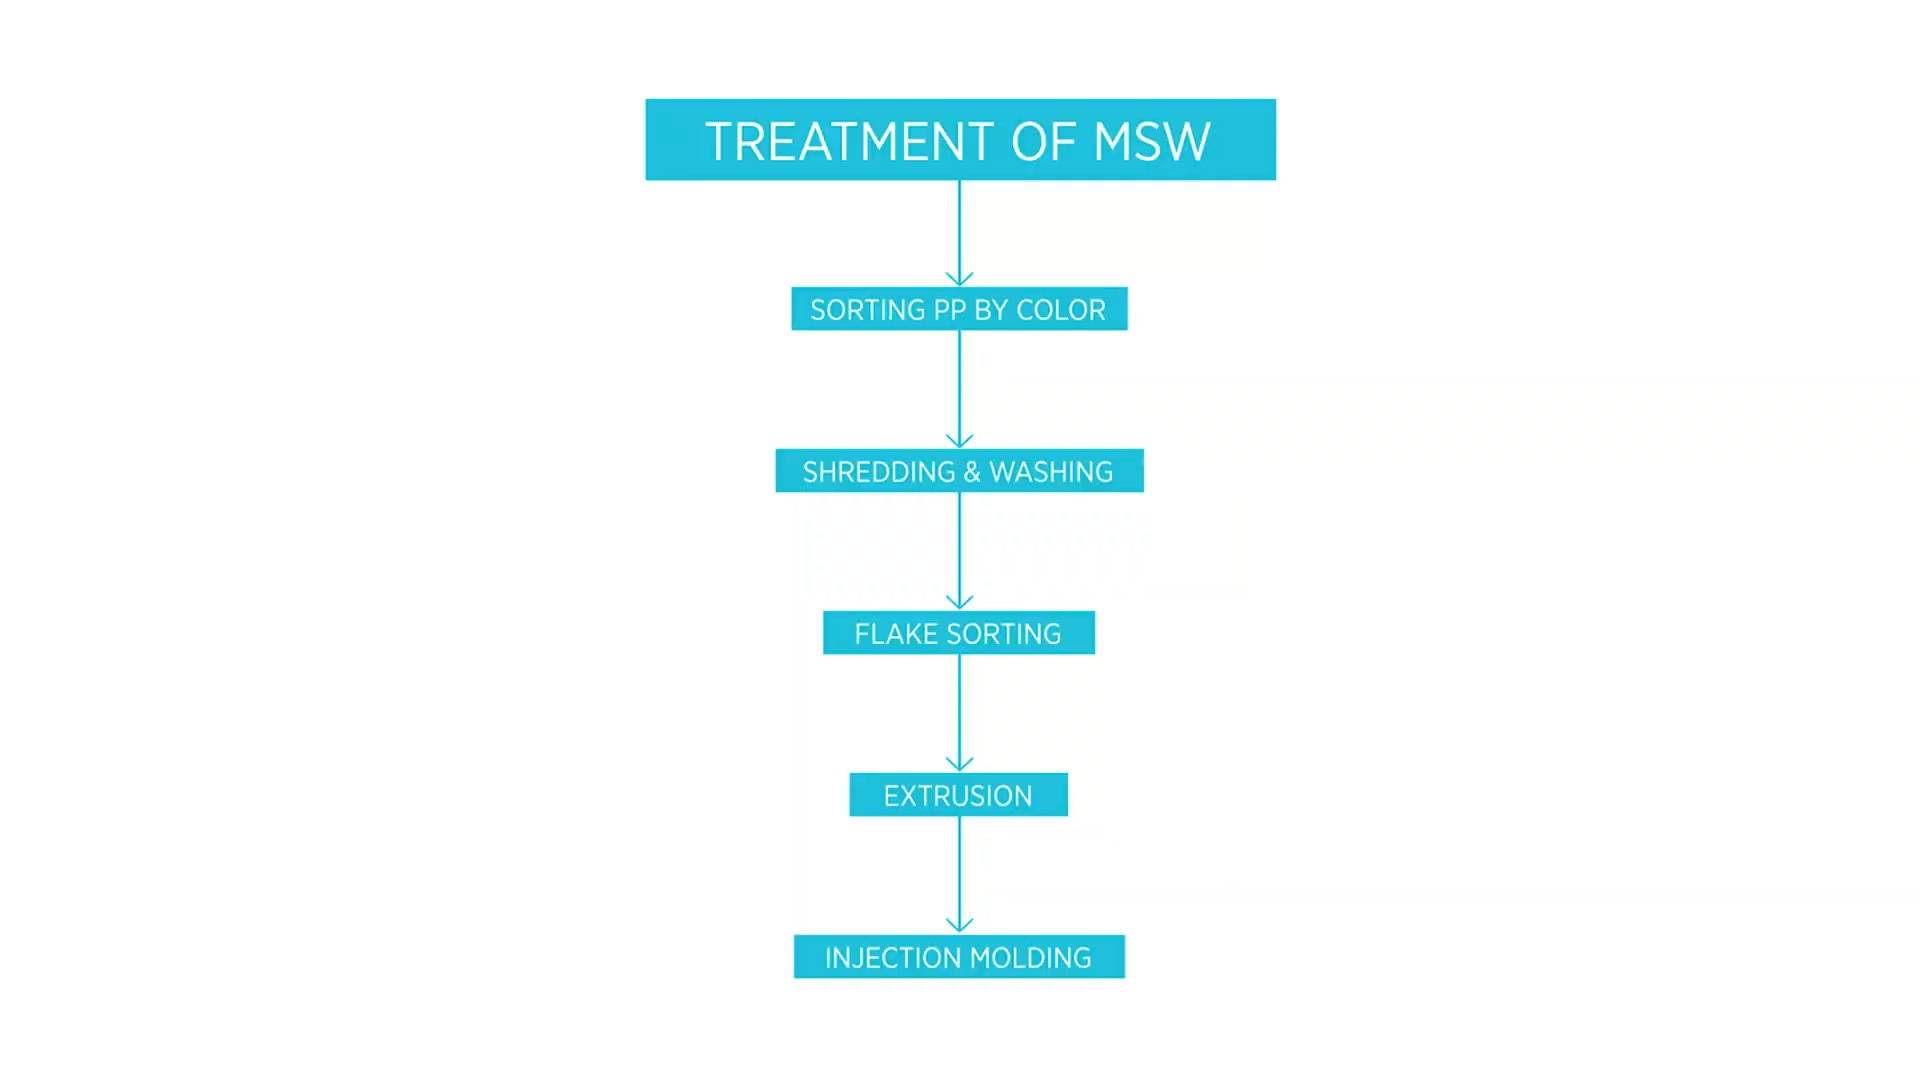 TREATMENT OF MSW
SORTING PP BY COLOR
SHREDDING & WASHING
FLAKE SORTING
EXTRUSION
INJECTION MOLDING